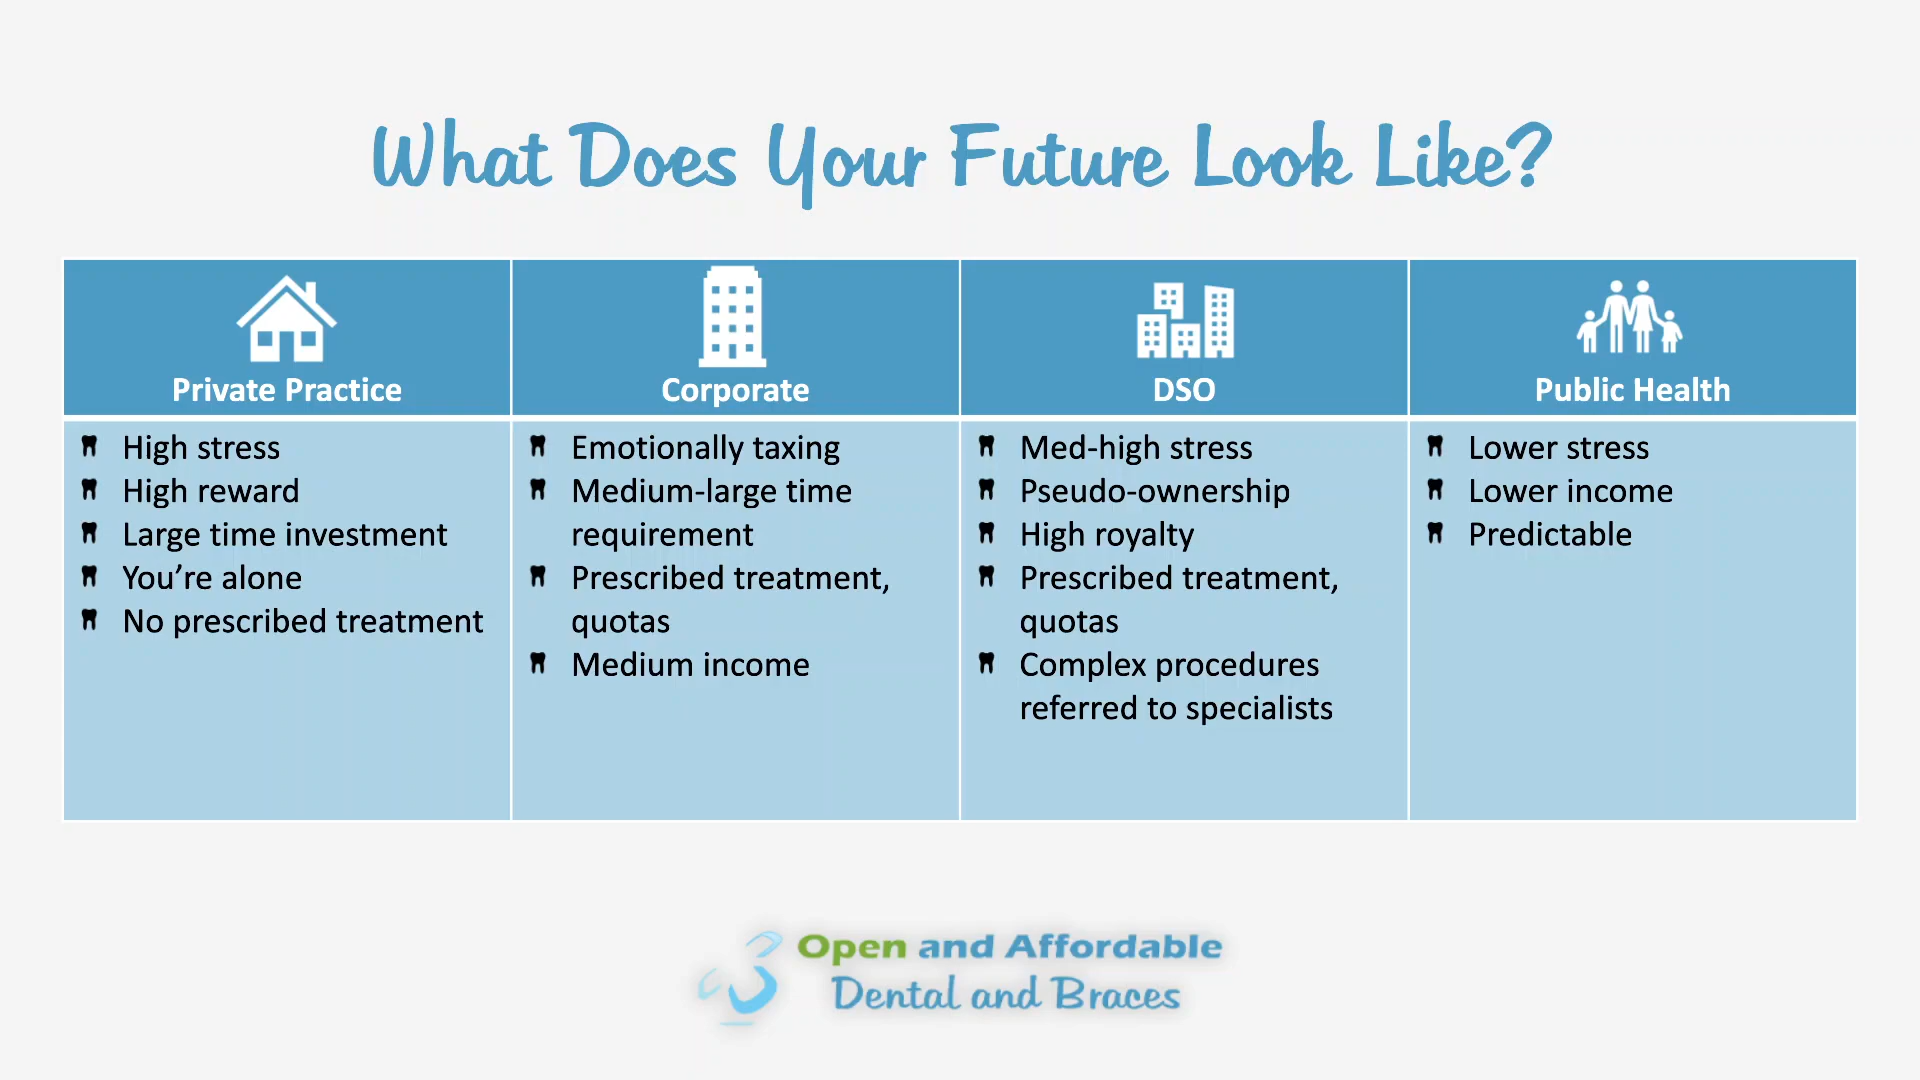 What Does Your Future Look Like?
Private Practice
High stress
High reward
Large time investment
You’re alone
No prescribed treatment
Corporate
Emotionally taxing
Medium-large time
requirement
Prescribed treatment,
quotas
Medium income
DSO
Med-high stress
Pseudo-ownership
High royalty
Prescribed treatment,
quotas
Complex procedures
referred to specialists
Public Health
Lower stress
Lower income
Predictable
Open and Affordable
Dental and Braces